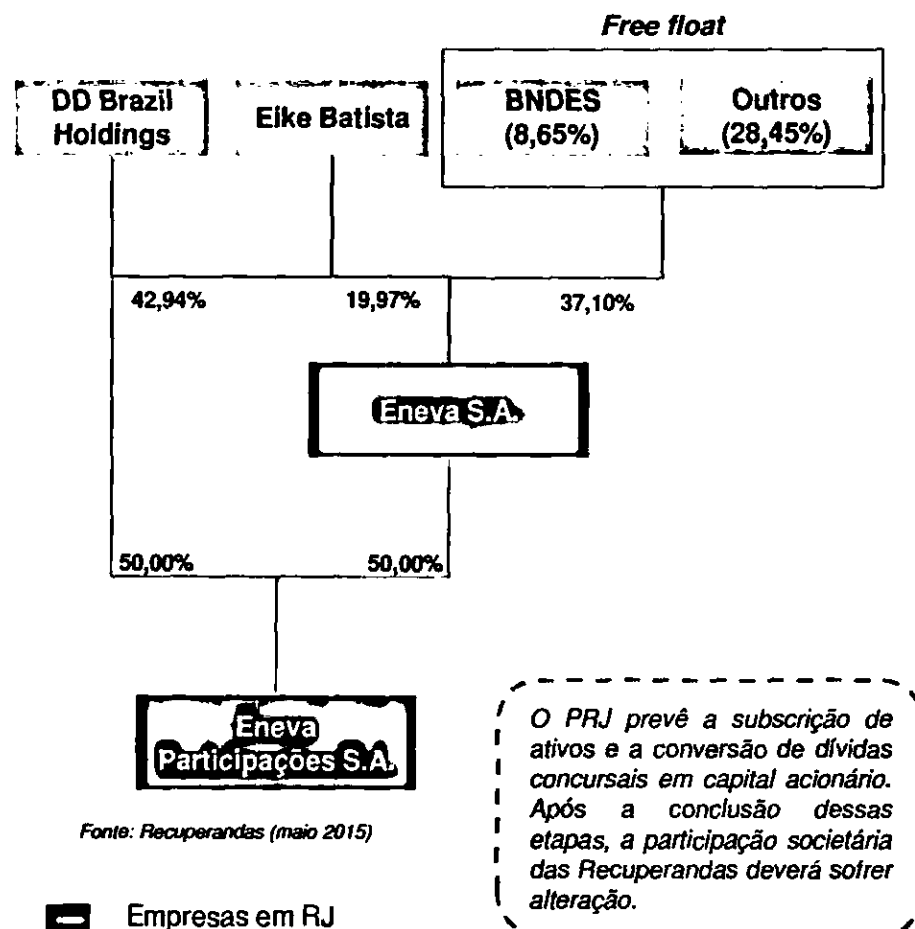 Free float
DD Brazil
Holdings
Eike Batista
BNDES
(8,65%)
Outros
(28,45%)
42,94%
19,97%
37,10%
Eneva S.A.
50,00%
50,00%
Eneva
Participações S.A.
O PRJ prevê a subscrição de
ativos e a conversão de dívidas
concursais em capital acionário.
Após a conclusão dessas
etapas, a participação societária
das Recuperandas deverá sofrer
alteração.
Fonte: Recuperandas (maio 2015)
Empresas em RJ